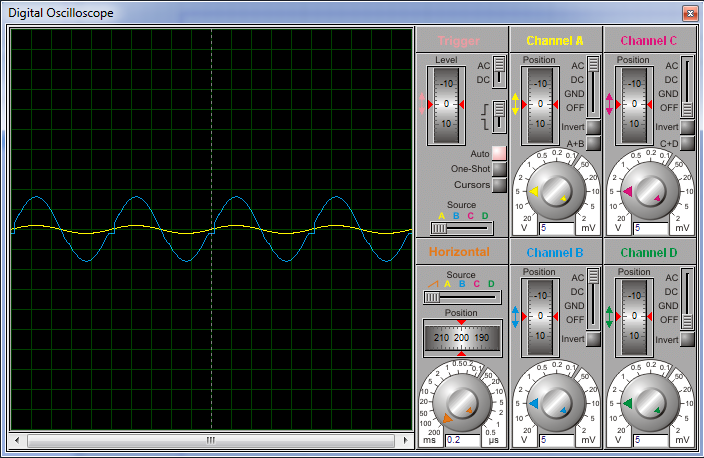 Digital Oscilloscope
Trigger
Level
AC
DC
-10
0
10
Auto
One-Shot
Cursors
Source
A B C D
Channel A
Position
AC
DC
GND
OFF
-10
0
10
Invert
A+B
0.5 0.2 0.1 50
1 20
2 10
5 5
10 2
20
V 5 mV
Channel C
Position
AC
DC
GND
OFF
-10
0
10
Invert
C+D
0.5 0.2 0.1 50
1 20
2 10
5 5
10 2
20
V 5 mV
Horizontal
Source
A B C D
Position
210 200 190
1 0.5 0.2 0.1 50
2 20
5 10
10 5
20 2
50 1
100 0.5
200
ms 0.2 µs
Channel B
Position
AC
DC
GND
OFF
-10
0
10
Invert
0.5 0.2 0.1 50
1 20
2 10
5 5
10 2
20
V 5 mV
Channel D
Position
AC
DC
GND
OFF
-10
0
10
Invert
0.5 0.2 0.1 50
1 20
2 10
5 5
10 2
20
V 5 mV